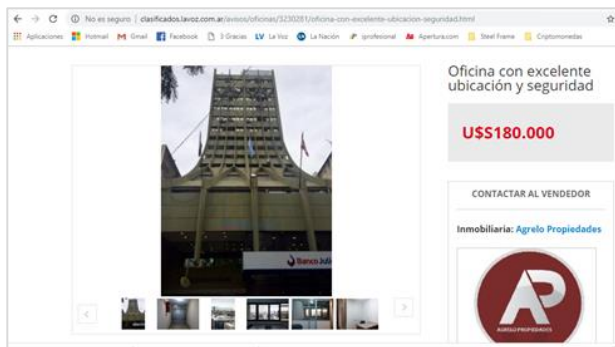 No es seguro | clasificados.lavoz.com.ar/avisos/oficinas/3230281/oficina-con-excelente-ubicacion-seguridad.html
Aplicaciones Hotmail Gmail Facebook 3 Gracias LV La Voz La Nación iprofesional Apertura.com Steel Frame Criptomonedas
Oficina con excelente
ubicación y seguridad
U$S180.000
CONTACTAR AL VENDEDOR
Inmobiliaria: Agrelo Propiedades
Banco Juli
AP
AGRELO PROPIEDADES